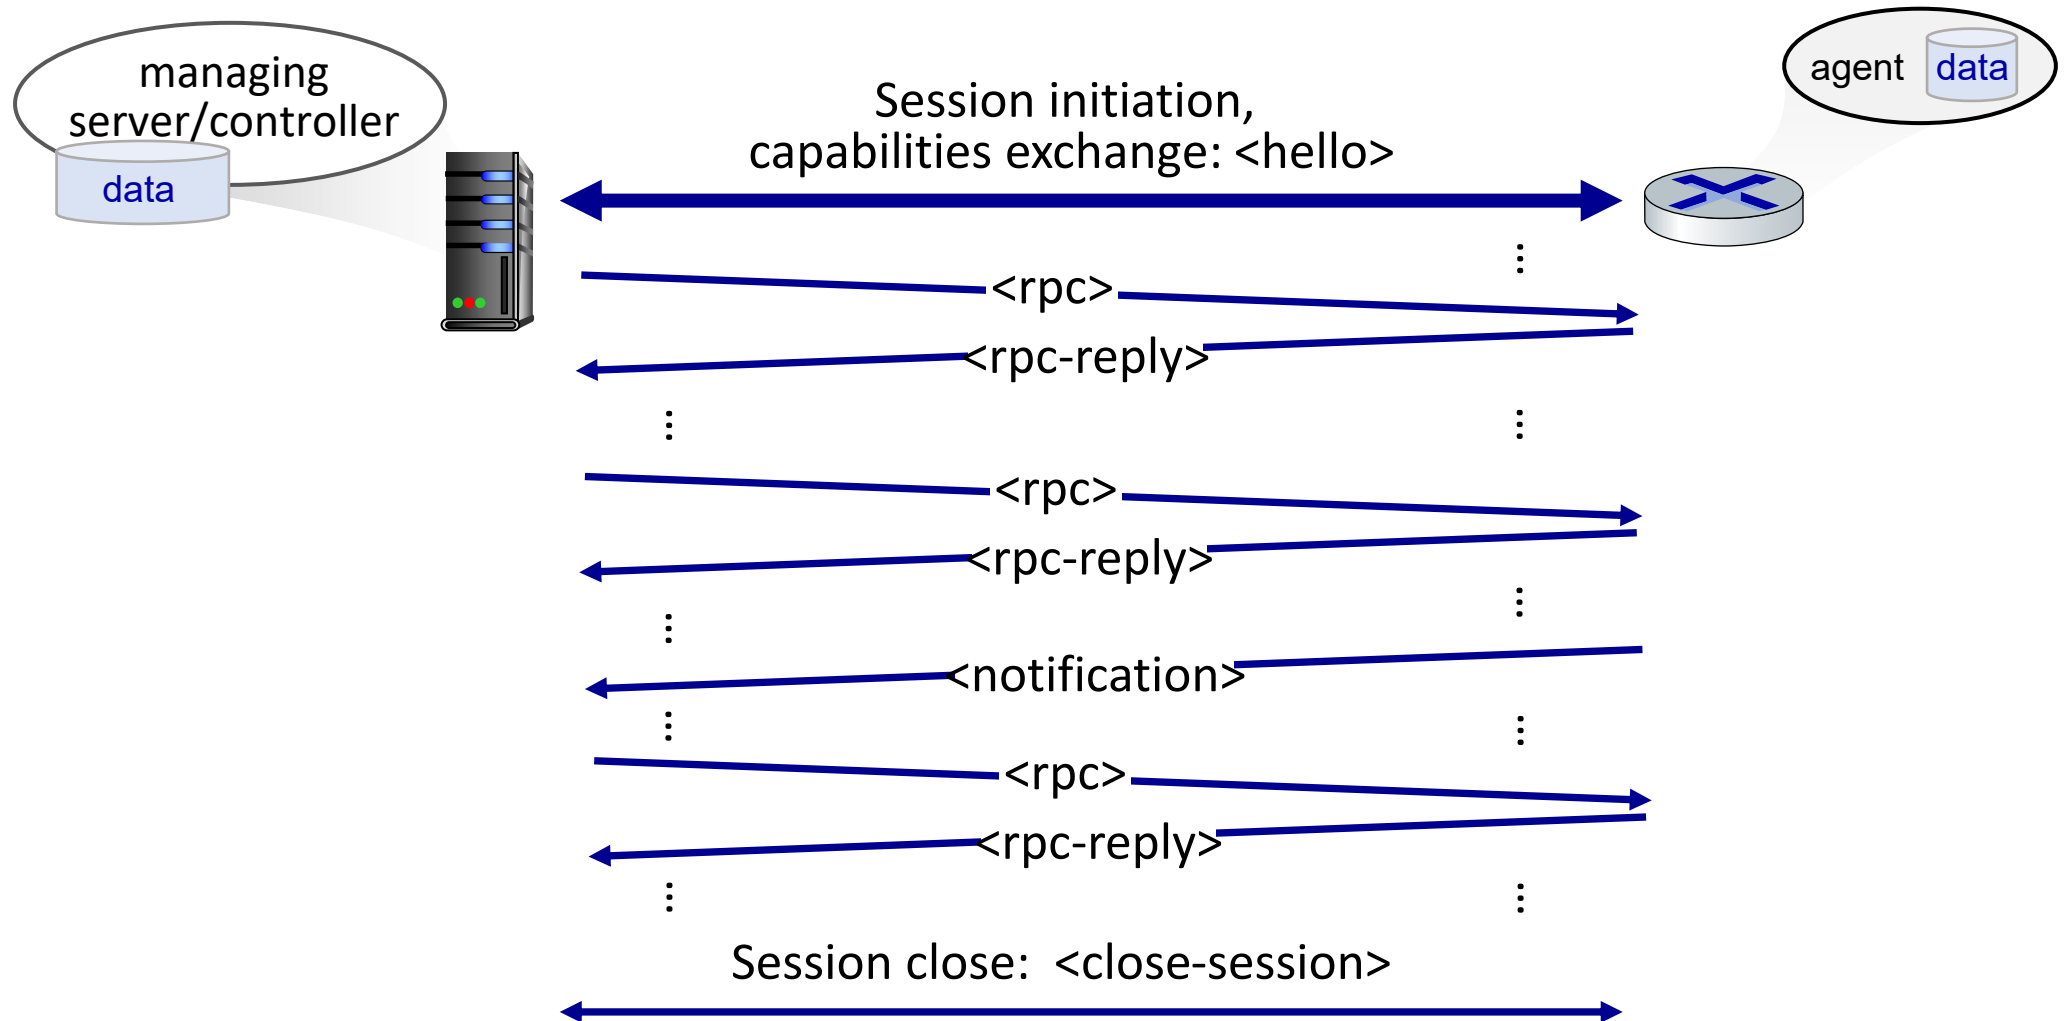 managing
server/controller
data
agent
data
Session initiation,
capabilities exchange: <hello>
<rpc>
<rpc-reply>
<rpc>
<rpc-reply>
<notification>
<rpc>
<rpc-reply>
Session close: <close-session>